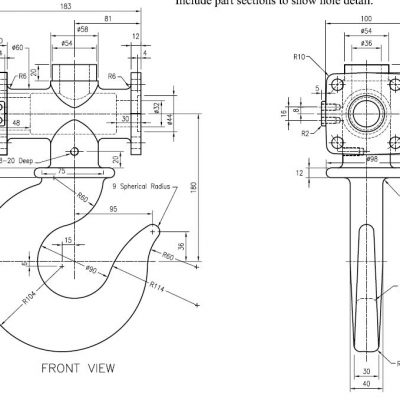 Include part sections to show hole detail.
183
81
ø58
ø54
12
4
ø60
R6
20
R6
48
30
ø32
ø44
8-20 Deep
20
75
R60
9 Spherical Radius
95
180
15
36
6
ø90
R60
R104
R114
FRONT VIEW
100
ø54
ø36
R10
5
16
8
R2
ø98
12
30
40